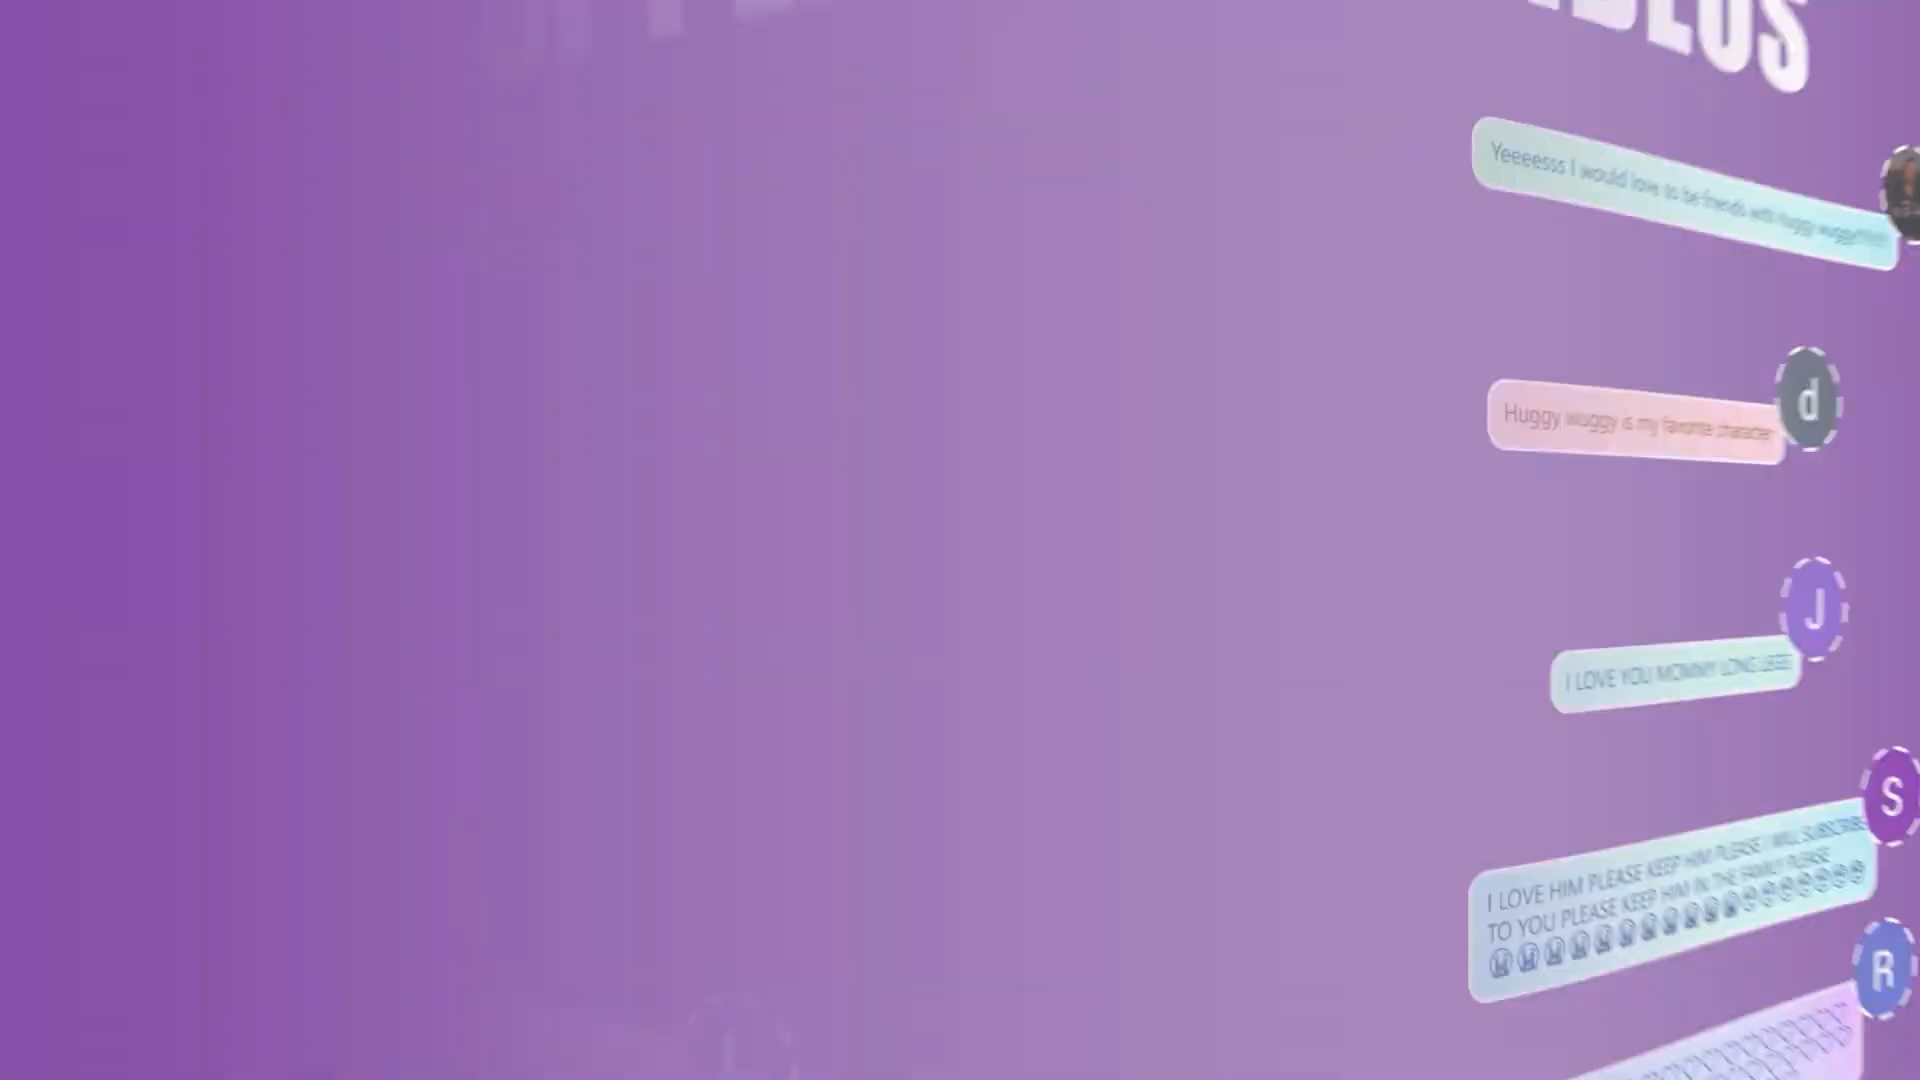 Yeeeesss I would love to be friends with huggy wuggy
d
Huggy wuggy is my favorite character
J
I LOVE YOU MOMMY LONG
S
I LOVE HIM PLEASE KEEP HIM PLEASE I WILL SUBSCRIBE
TO YOU PLEASE KEEP HIM IN THE FAMILY PLEASE
R